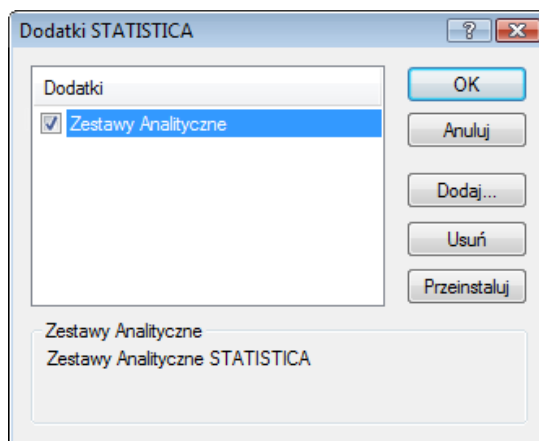 Dodatki STATISTICA
Dodatki
Zestawy Analityczne
OK
Anuluj
Dodaj...
Usuń
Przeinstaluj
Zestawy Analityczne
Zestawy Analityczne STATISTICA